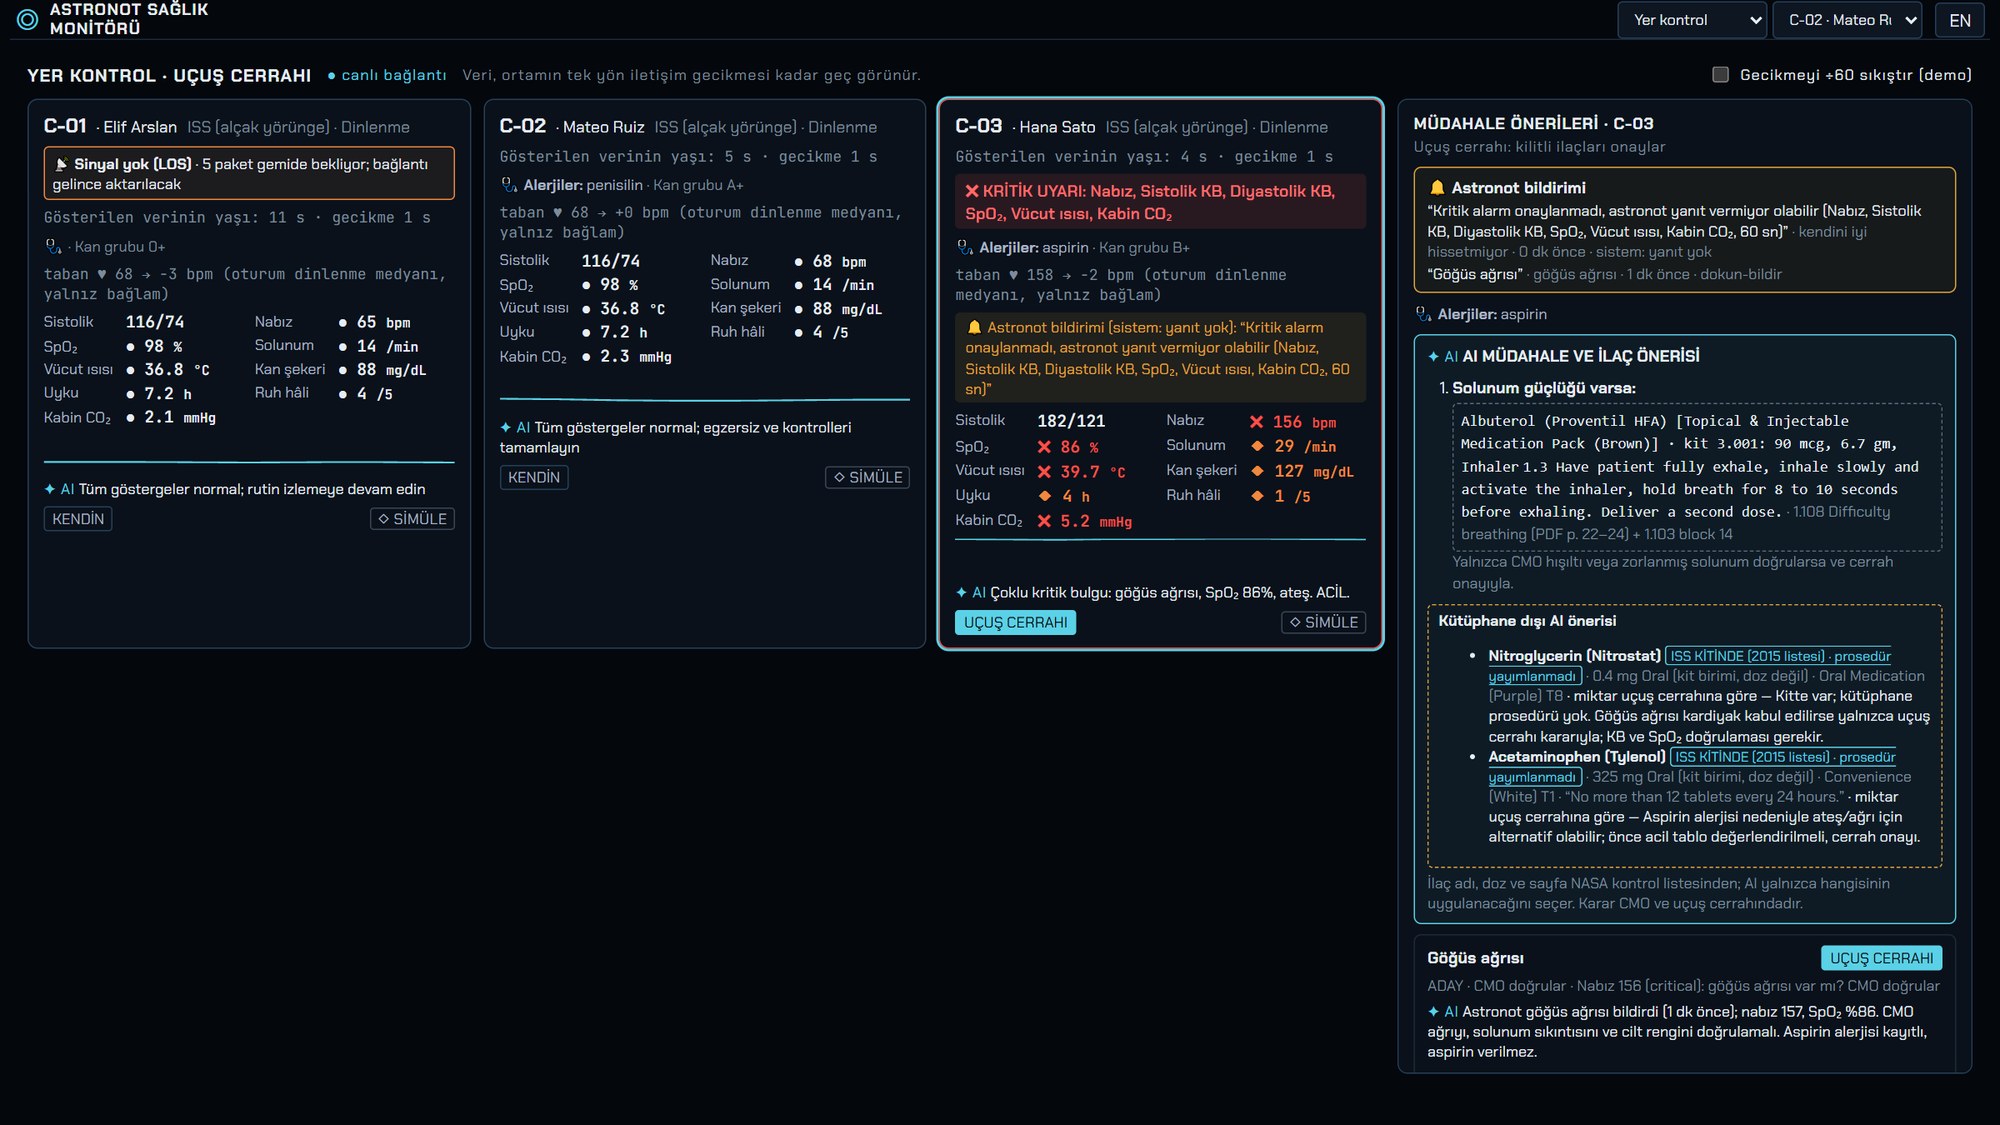 ASTRONOT SAĞLIK
MONİTÖRÜ
Yer kontrol
C-02 · Mateo Ru
EN
YER KONTROL · UÇUŞ CERRAHI ● canlı bağlantı Veri, ortamın tek yön iletişim gecikmesi kadar geç görünür.
Gecikmeyi ÷60 sıkıştır (demo)
C-01 · Elif Arslan ISS (alçak yörünge) · Dinlenme
Sinyal yok (LOS) · 5 paket gemide bekliyor; bağlantı
gelince aktarılacak
Gösterilen verinin yaşı: 11 s · gecikme 1 s
· Kan grubu 0+
taban ♥ 68 → -3 bpm (oturum dinlenme medyanı,
yalnız bağlam)
Sistolik 116/74 Nabız ● 65 bpm
SpO₂ ● 98 % Solunum ● 14 /min
Vücut ısısı ● 36.8 °C Kan şekeri ● 88 mg/dL
Uyku ● 7.2 h Ruh hâli ● 4 /5
Kabin CO₂ ● 2.1 mmHg
✦ AI Tüm göstergeler normal; rutin izlemeye devam edin
KENDİN ◇ SİMÜLE
C-02 · Mateo Ruiz ISS (alçak yörünge) · Dinlenme
Gösterilen verinin yaşı: 5 s · gecikme 1 s
Alerjiler: penisilin · Kan grubu A+
taban ♥ 68 → +0 bpm (oturum dinlenme medyanı,
yalnız bağlam)
Sistolik 116/74 Nabız ● 68 bpm
SpO₂ ● 98 % Solunum ● 14 /min
Vücut ısısı ● 36.8 °C Kan şekeri ● 88 mg/dL
Uyku ● 7.2 h Ruh hâli ● 4 /5
Kabin CO₂ ● 2.3 mmHg
✦ AI Tüm göstergeler normal; egzersiz ve kontrolleri
tamamlayın
KENDİN ◇ SİMÜLE
C-03 · Hana Sato ISS (alçak yörünge) · Dinlenme
Gösterilen verinin yaşı: 4 s · gecikme 1 s
❌ KRİTİK UYARI: Nabız, Sistolik KB, Diyastolik KB,
SpO₂, Vücut ısısı, Kabin CO₂
Alerjiler: aspirin · Kan grubu B+
taban ♥ 158 → -2 bpm (oturum dinlenme
medyanı, yalnız bağlam)
🔔 Astronot bildirimi (sistem: yanıt yok): “Kritik alarm
onaylanmadı, astronot yanıt vermiyor olabilir (Nabız,
Sistolik KB, Diyastolik KB, SpO₂, Vücut ısısı, Kabin CO₂, 60
sn)”
Sistolik 182/121 Nabız ❌ 156 bpm
SpO₂ ❌ 86 % Solunum ◆ 29 /min
Vücut ısısı ❌ 39.7 °C Kan şekeri ◆ 127 mg/dL
Uyku ◆ 4 h Ruh hâli ◆ 1 /5
Kabin CO₂ ❌ 5.2 mmHg
✦ AI Çoklu kritik bulgu: göğüs ağrısı, SpO₂ 86%, ateş. ACİL.
UÇUŞ CERRAHI ◇ SİMÜLE
MÜDAHALE ÖNERİLERİ · C-03
Uçuş cerrahı: kilitli ilaçları onaylar
🔔 Astronot bildirimi
“Kritik alarm onaylanmadı, astronot yanıt vermiyor olabilir (Nabız, Sistolik
KB, Diyastolik KB, SpO₂, Vücut ısısı, Kabin CO₂, 60 sn)” · kendini iyi
hissetmiyor · 0 dk önce · sistem: yanıt yok
“Göğüs ağrısı” · göğüs ağrısı · 1 dk önce · dokun-bildir
Alerjiler: aspirin
✦ AI AI MÜDAHALE VE İLAÇ ÖNERİSİ
1. Solunum güçlüğü varsa:
Albuterol (Proventil HFA) [Topical & Injectable
Medication Pack (Brown)] · kit 3.001: 90 mcg, 6.7 gm,
Inhaler 1.3 Have patient fully exhale, inhale slowly and
activate the inhaler, hold breath for 8 to 10 seconds
before exhaling. Deliver a second dose. · 1.108 Difficulty
breathing (PDF p. 22–24) + 1.103 block 14
Yalnızca CMO hışıltı veya zorlanmış solunum doğrularsa ve cerrah
onayıyla.
Kütüphane dışı AI önerisi
• Nitroglycerin (Nitrostat) ISS KİTİNDE (2015 listesi) · prosedür
yayımlanmadı · 0.4 mg Oral (kit birimi, doz değil) · Oral Medication
(Purple) T8 · miktar uçuş cerrahına göre — Kitte var; kütüphane
prosedürü yok. Göğüs ağrısı kardiyak kabul edilirse yalnızca uçuş
cerrahı kararıyla; KB ve SpO₂ doğrulaması gerekir.
• Acetaminophen (Tylenol) ISS KİTİNDE (2015 listesi) · prosedür
yayımlanmadı · 325 mg Oral (kit birimi, doz değil) · Convenience
(White) T1 · “No more than 12 tablets every 24 hours.” · miktar
uçuş cerrahına göre — Aspirin alerjisi nedeniyle ateş/ağrı için
alternatif olabilir; önce acil tablo değerlendirilmeli, cerrah onayı.
İlaç adı, doz ve sayfa NASA kontrol listesinden; AI yalnızca hangisinin
uygulanacağını seçer. Karar CMO ve uçuş cerrahındadır.
Göğüs ağrısı UÇUŞ CERRAHI
ADAY · CMO doğrular · Nabız 156 (critical): göğüs ağrısı var mı? CMO doğrular
✦ AI Astronot göğüs ağrısı bildirdi (1 dk önce); nabız 157, SpO₂ %86. CMO
ağrıyı, solunum sıkıntısını ve cilt rengini doğrulamalı. Aspirin alerjisi kayıtlı,
aspirin verilmez.